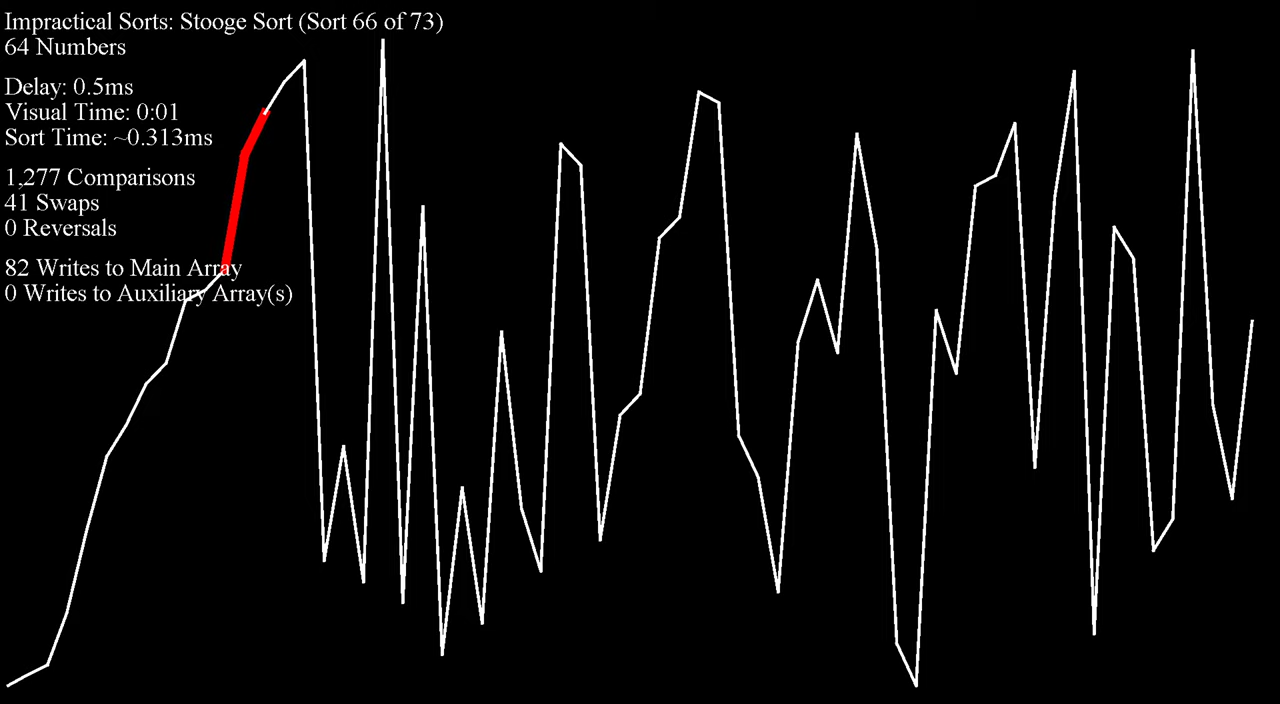 Impractical Sorts: Stooge Sort (Sort 66 of 73)
64 Numbers
Delay: 0.5ms
Visual Time: 0:01
Sort Time: ~0.313ms
1,277 Comparisons
41 Swaps
0 Reversals
82 Writes to Main Array
0 Writes to Auxiliary Array(s)